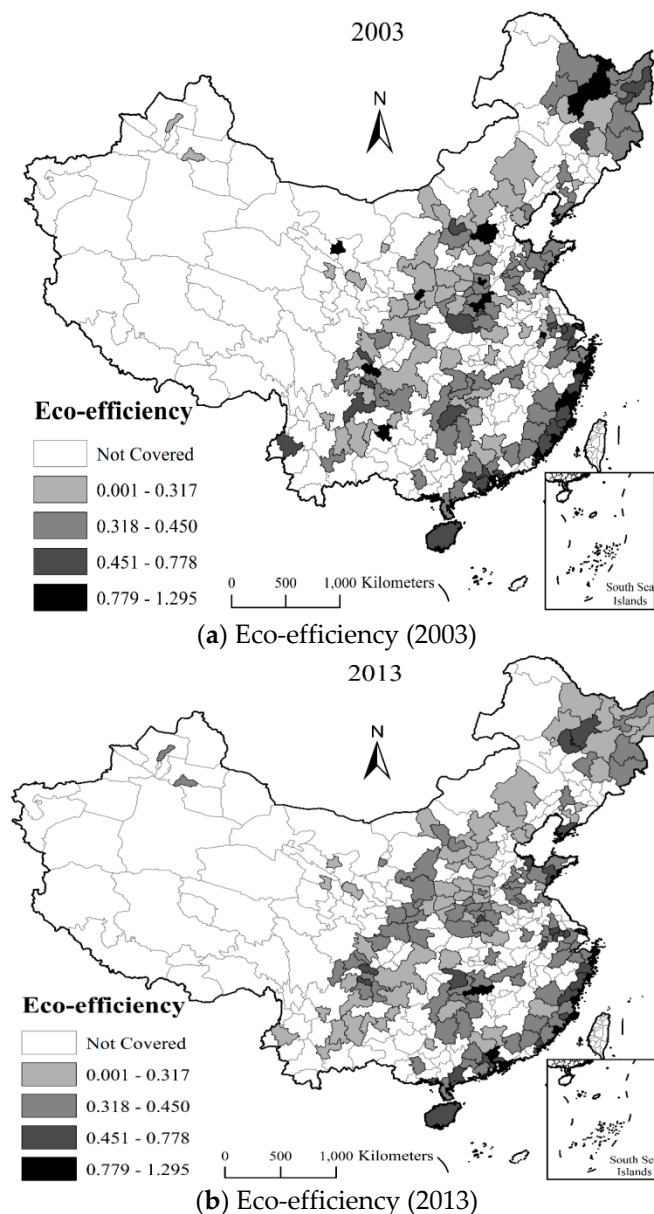 2003
N
Eco-efficiency
Not Covered
0.001 - 0.317
0.318 - 0.450
0.451 - 0.778
0.779 - 1.295
0 500 1,000 Kilometers
South Sea
Islands
(a) Eco-efficiency (2003)
2013
N
Eco-efficiency
Not Covered
0.001 - 0.317
0.318 - 0.450
0.451 - 0.778
0.779 - 1.295
0 500 1,000 Kilometers
South Sea
Islands
(b) Eco-efficiency (2013)